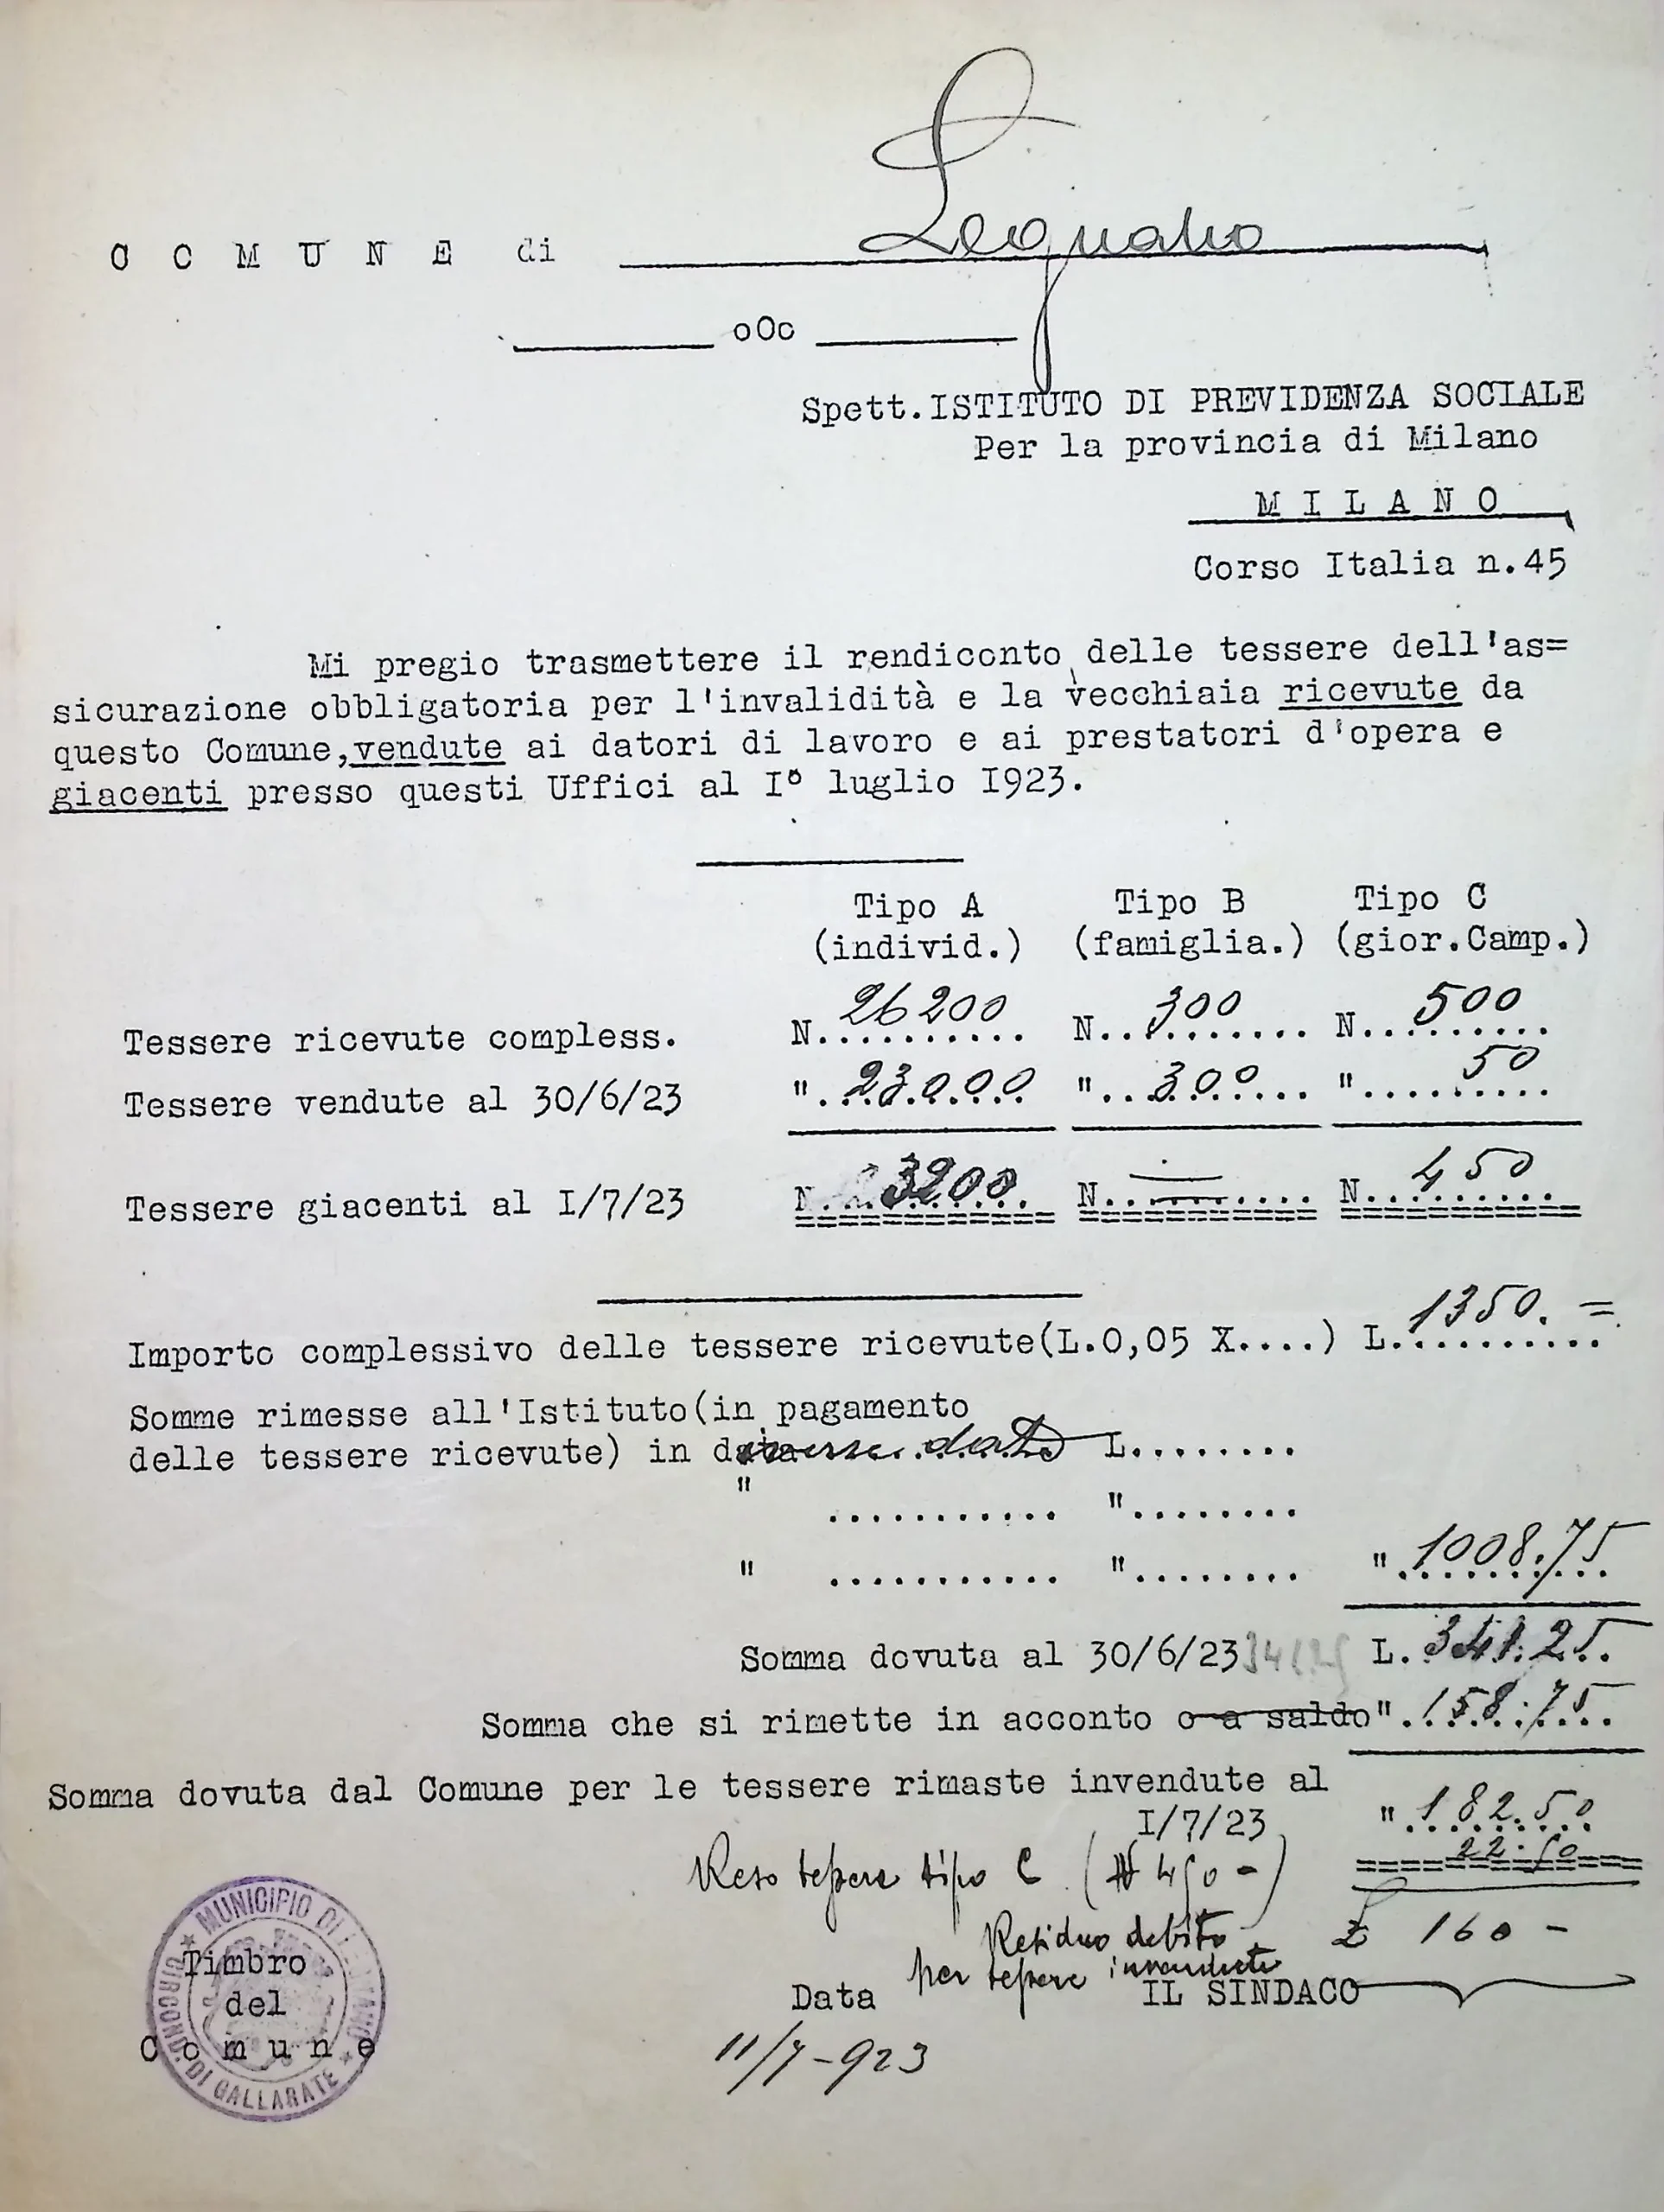 COMUNE di Legnano
oOo
Spett.ISTITUTO DI PREVIDENZA SOCIALE
Per la provincia di Milano
MILANO
Corso Italia n.45
Mi pregio trasmettere il rendiconto delle tessere dell'as=
sicurazione obbligatoria per l'invalidità e la vecchiaia ricevute da
questo Comune,vendute ai datori di lavoro e ai prestatori d'opera e
giacenti presso questi Uffici al I° luglio I923.
Tipo A Tipo B Tipo C
(individ.) (famiglia.) (gior.Camp.)
Tessere ricevute compless. N. 26200 N. 300 N. 500
Tessere vendute al 30/6/23 " 23000 " 300 " 50
Tessere giacenti al I/7/23 N. 3200 N. — N. 450
Importo complessivo delle tessere ricevute(L.0,05 X....) L. 1350. =
Somme rimesse all'Istituto(in pagamento
delle tessere ricevute) in data L........
" ........... "........
" ........... "........ " 1008.75
Somma dovuta al 30/6/23 341.25 L. 341.25
Somma che si rimette in acconto o a saldo " 158.75
Somma dovuta dal Comune per le tessere rimaste invendute al
I/7/23 " 182.50
Reso tessere tipo C (N 450 -) 22.50
Residuo debito £ 160 -
per tessere invendute
Data IL SINDACO
11/7-923
MUNICIPIO DI LEGNANO
CIRCOND. DI GALLARATE
Timbro
del
Comune